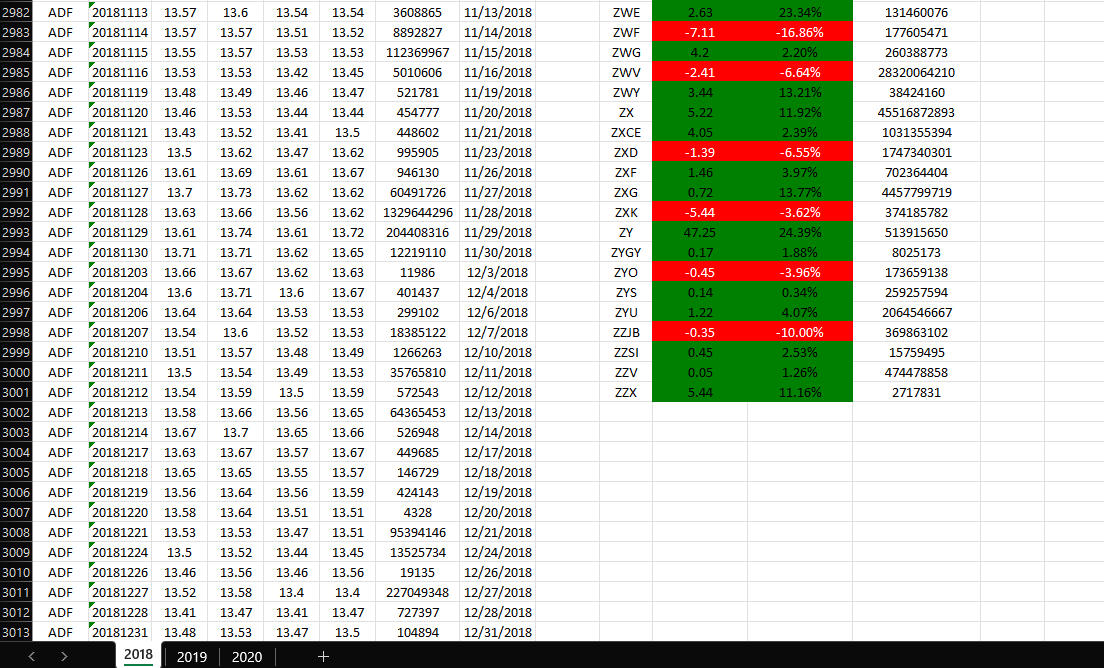 2982 ADF 20181113 13.57 13.6 13.54 13.54 3608865 11/13/2018 ZWE 2.63 23.34% 131460076
2983 ADF 20181114 13.57 13.57 13.51 13.52 8892827 11/14/2018 ZWF -7.11 -16.86% 177605471
2984 ADF 20181115 13.55 13.57 13.53 13.53 112369967 11/15/2018 ZWG 4.2 2.20% 260388773
2985 ADF 20181116 13.53 13.53 13.42 13.45 5010606 11/16/2018 ZWV -2.41 -6.64% 28320064210
2986 ADF 20181119 13.48 13.49 13.46 13.47 521781 11/19/2018 ZWY 3.44 13.21% 38424160
2987 ADF 20181120 13.46 13.53 13.44 13.44 454777 11/20/2018 ZX 5.22 11.92% 45516872893
2988 ADF 20181121 13.43 13.52 13.41 13.5 448602 11/21/2018 ZXCE 4.05 2.39% 1031355394
2989 ADF 20181123 13.5 13.62 13.47 13.62 995905 11/23/2018 ZXD -1.39 -6.55% 1747340301
2990 ADF 20181126 13.61 13.69 13.61 13.67 946130 11/26/2018 ZXF 1.46 3.97% 702364404
2991 ADF 20181127 13.7 13.73 13.62 13.62 60491726 11/27/2018 ZXG 0.72 13.77% 4457799719
2992 ADF 20181128 13.63 13.66 13.56 13.62 1329644296 11/28/2018 ZXK -5.44 -3.62% 374185782
2993 ADF 20181129 13.61 13.74 13.61 13.72 204408316 11/29/2018 ZY 47.25 24.39% 513915650
2994 ADF 20181130 13.71 13.71 13.62 13.65 12219110 11/30/2018 ZYGY 0.17 1.88% 8025173
2995 ADF 20181203 13.66 13.67 13.62 13.63 11986 12/3/2018 ZYO -0.45 -3.96% 173659138
2996 ADF 20181204 13.6 13.71 13.6 13.67 401437 12/4/2018 ZYS 0.14 0.34% 259257594
2997 ADF 20181206 13.64 13.64 13.53 13.53 299102 12/6/2018 ZYU 1.22 4.07% 2064546667
2998 ADF 20181207 13.54 13.6 13.52 13.53 18385122 12/7/2018 ZZJB -0.35 -10.00% 369863102
2999 ADF 20181210 13.51 13.57 13.48 13.49 1266263 12/10/2018 ZZSI 0.45 2.53% 15759495
3000 ADF 20181211 13.5 13.54 13.49 13.53 35765810 12/11/2018 ZZV 0.05 1.26% 474478858
3001 ADF 20181212 13.54 13.59 13.5 13.59 572543 12/12/2018 ZZX 5.44 11.16% 2717831
3002 ADF 20181213 13.58 13.66 13.56 13.65 64365453 12/13/2018
3003 ADF 20181214 13.67 13.7 13.65 13.66 526948 12/14/2018
3004 ADF 20181217 13.63 13.67 13.57 13.67 449685 12/17/2018
3005 ADF 20181218 13.65 13.65 13.55 13.57 146729 12/18/2018
3006 ADF 20181219 13.56 13.64 13.56 13.59 424143 12/19/2018
3007 ADF 20181220 13.58 13.64 13.51 13.51 4328 12/20/2018
3008 ADF 20181221 13.53 13.53 13.47 13.51 95394146 12/21/2018
3009 ADF 20181224 13.5 13.52 13.44 13.45 13525734 12/24/2018
3010 ADF 20181226 13.46 13.56 13.46 13.56 19135 12/26/2018
3011 ADF 20181227 13.52 13.58 13.4 13.4 227049348 12/27/2018
3012 ADF 20181228 13.41 13.47 13.41 13.47 727397 12/28/2018
3013 ADF 20181231 13.48 13.53 13.47 13.5 104894 12/31/2018
2018 2019 2020